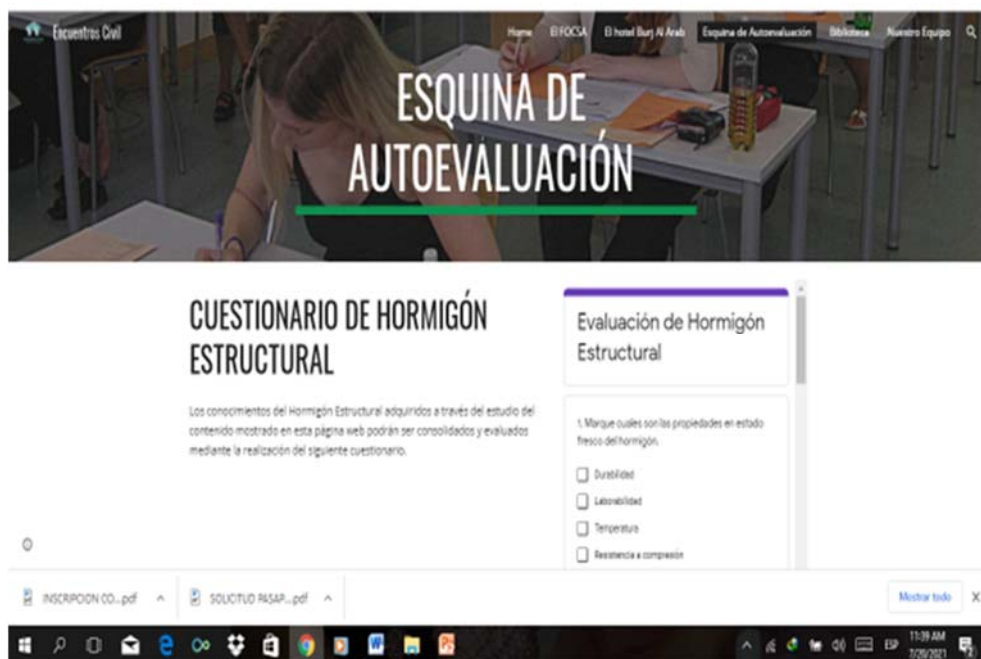 Encuentros Civil
Home El FOCSA El hotel Burj Al Arab Esquina de Autoevaluación Biblioteca Nuestro Equipo
ESQUINA DE
AUTOEVALUACIÓN
CUESTIONARIO DE HORMIGÓN
ESTRUCTURAL
Los conocimientos del Hormigón Estructural adquiridos a través del estudio del
contenido mostrado en esta página web podrán ser consolidados y evaluados
mediante la realización del siguiente cuestionario.
Evaluación de Hormigón
Estructural
1. Marque cuales son las propiedades en estado
fresco del hormigón.
Durabilidad
Laborabilidad
Temperatura
Resistencia a compresión
INSCRIPCION CO....pdf
SOLICITUD PASAP....pdf
Mostrar todo
ESP
11:39 AM
7/20/2021